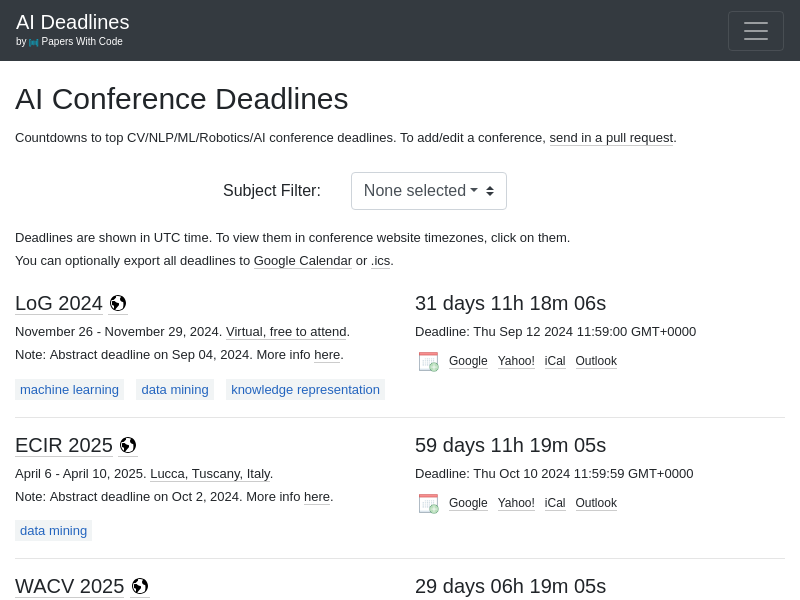 AI Deadlines
by Papers With Code
AI Conference Deadlines
Countdowns to top CV/NLP/ML/Robotics/AI conference deadlines. To add/edit a conference, send in a pull request.
Subject Filter: None selected
Deadlines are shown in UTC time. To view them in conference website timezones, click on them.
You can optionally export all deadlines to Google Calendar or .ics.
LoG 2024
November 26 - November 29, 2024. Virtual, free to attend.
Note: Abstract deadline on Sep 04, 2024. More info here.
machine learning data mining knowledge representation
31 days 11h 18m 06s
Deadline: Thu Sep 12 2024 11:59:00 GMT+0000
Google Yahoo! iCal Outlook
ECIR 2025
April 6 - April 10, 2025. Lucca, Tuscany, Italy.
Note: Abstract deadline on Oct 2, 2024. More info here.
data mining
59 days 11h 19m 05s
Deadline: Thu Oct 10 2024 11:59:59 GMT+0000
Google Yahoo! iCal Outlook
WACV 2025
29 days 06h 19m 05s